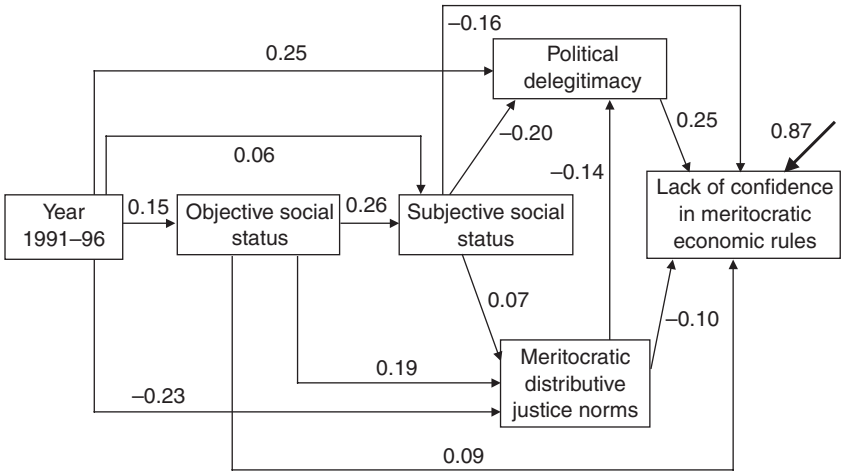 −0.16
0.25
Political
delegitimacy
0.25
0.87
0.06
−0.20
−0.14
Year
1991–96
0.15
Objective social
status
0.26
Subjective social
status
Lack of confidence
in meritocratic
economic rules
0.07
−0.10
0.19
Meritocratic
distributive
justice norms
−0.23
0.09